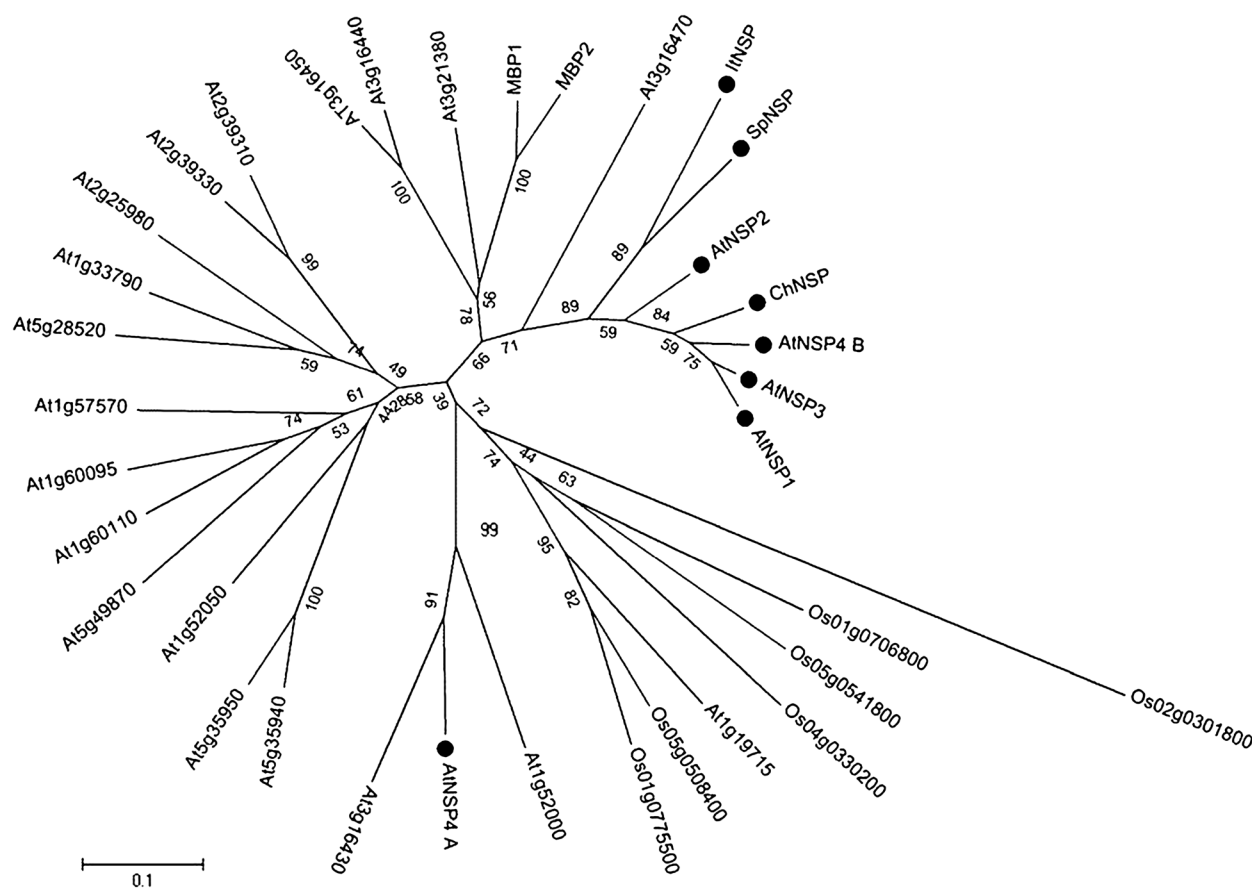 At3g16440
AT3g16450
At3g21380
MBP1
MBP2
At3g16470
ItNSP
SpNSP
AtNSP2
ChNSP
AtNSP4 B
AtNSP3
AtNSP1
At2g39310
At2g39330
At2g25980
At1g33790
At5g28520
At1g57570
At1g60095
At1g60110
At5g49870
At1g52050
At5g35950
At5g35940
At3g16430
AtNSP4 A
At1g52000
Os01g0775500
Os05g0508400
At1g19715
Os04g0330200
Os05g0541800
Os01g0706800
Os02g0301800
100
100
99
56
78
89
89
71
59
84
59
75
66
74
49
59
61
74
53
44
28
58
39
72
74
44
63
99
95
82
91
100
0.1